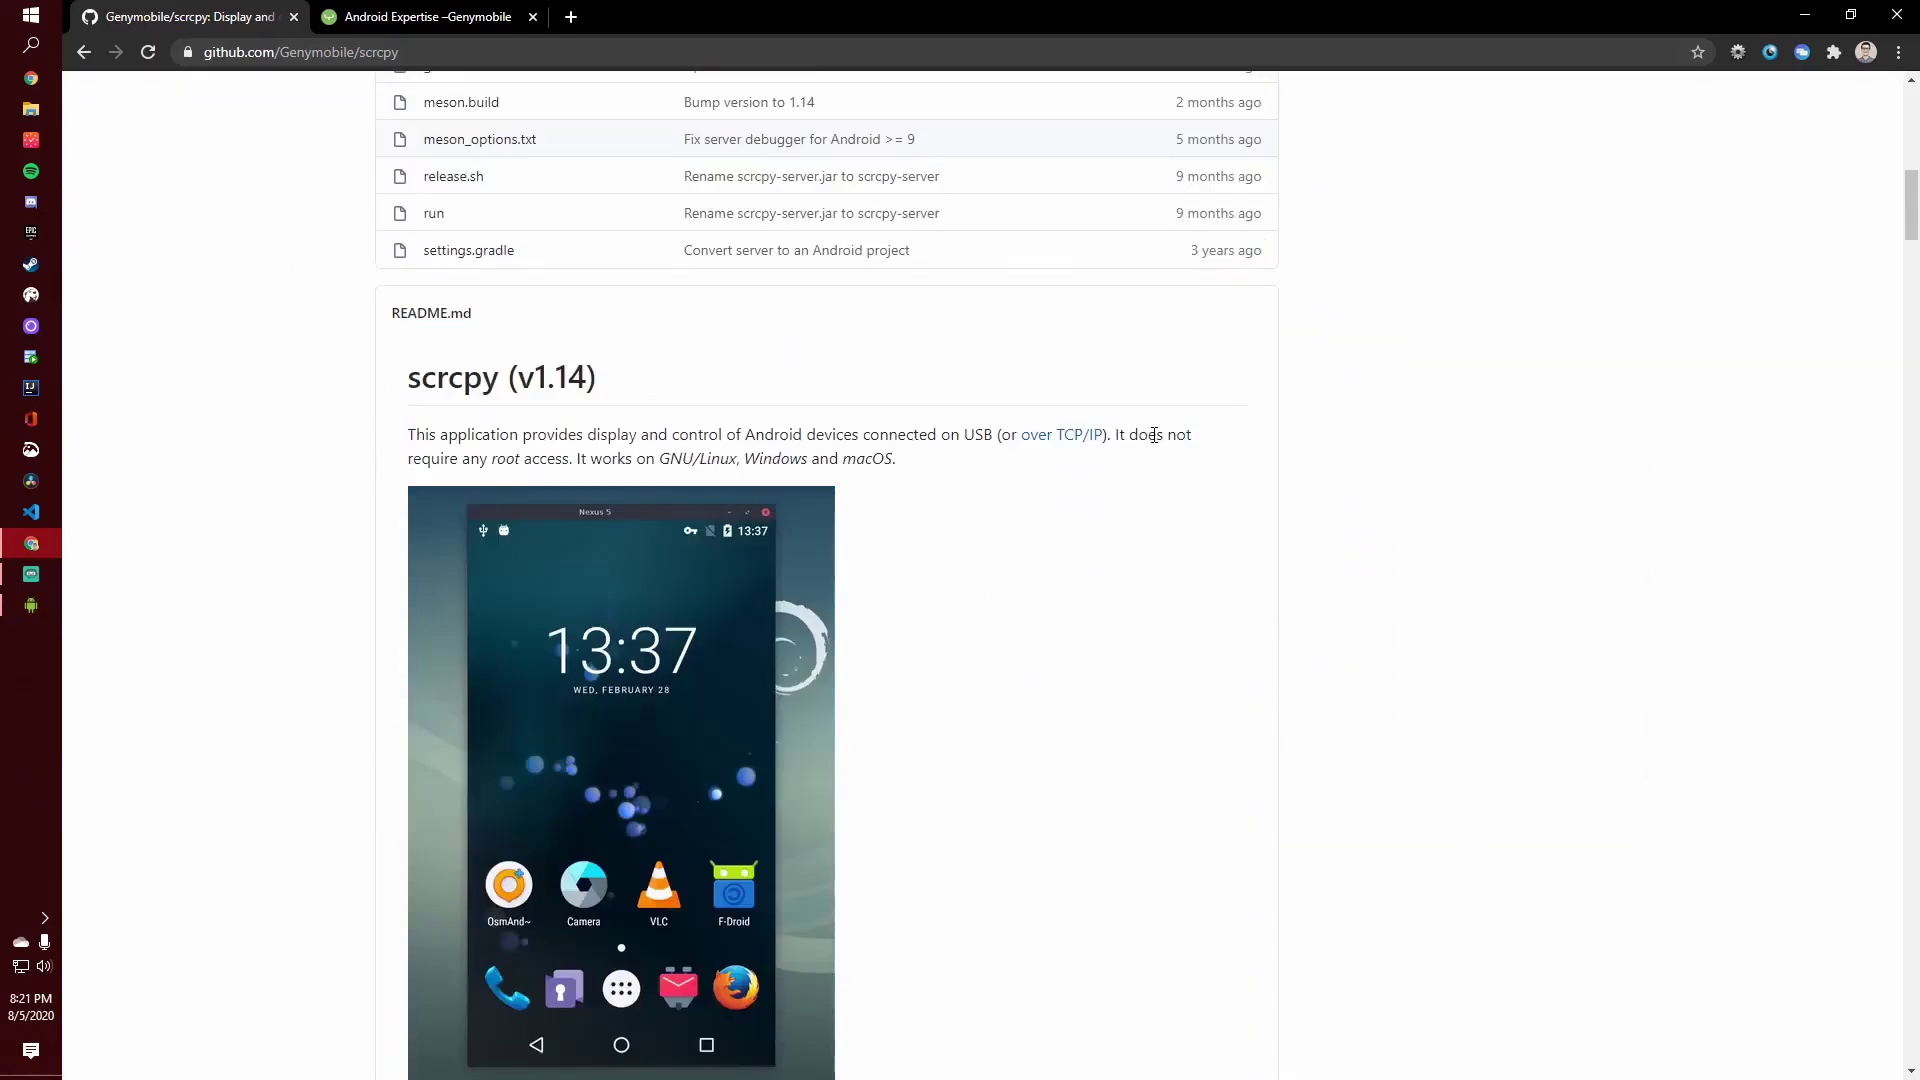 Genymobile/scrcpy: Display and
Android Expertise –Genymobile
github.com/Genymobile/scrcpy
meson.build Bump version to 1.14 2 months ago
meson_options.txt Fix server debugger for Android >= 9 5 months ago
release.sh Rename scrcpy-server.jar to scrcpy-server 9 months ago
run Rename scrcpy-server.jar to scrcpy-server 9 months ago
settings.gradle Convert server to an Android project 3 years ago
README.md
scrcpy (v1.14)
This application provides display and control of Android devices connected on USB (or over TCP/IP). It does not
require any root access. It works on GNU/Linux, Windows and macOS.
Nexus 5
13:37
13:37
WED, FEBRUARY 28
OsmAnd~ Camera VLC F-Droid
EPIC
IJ
8:21 PM
8/5/2020